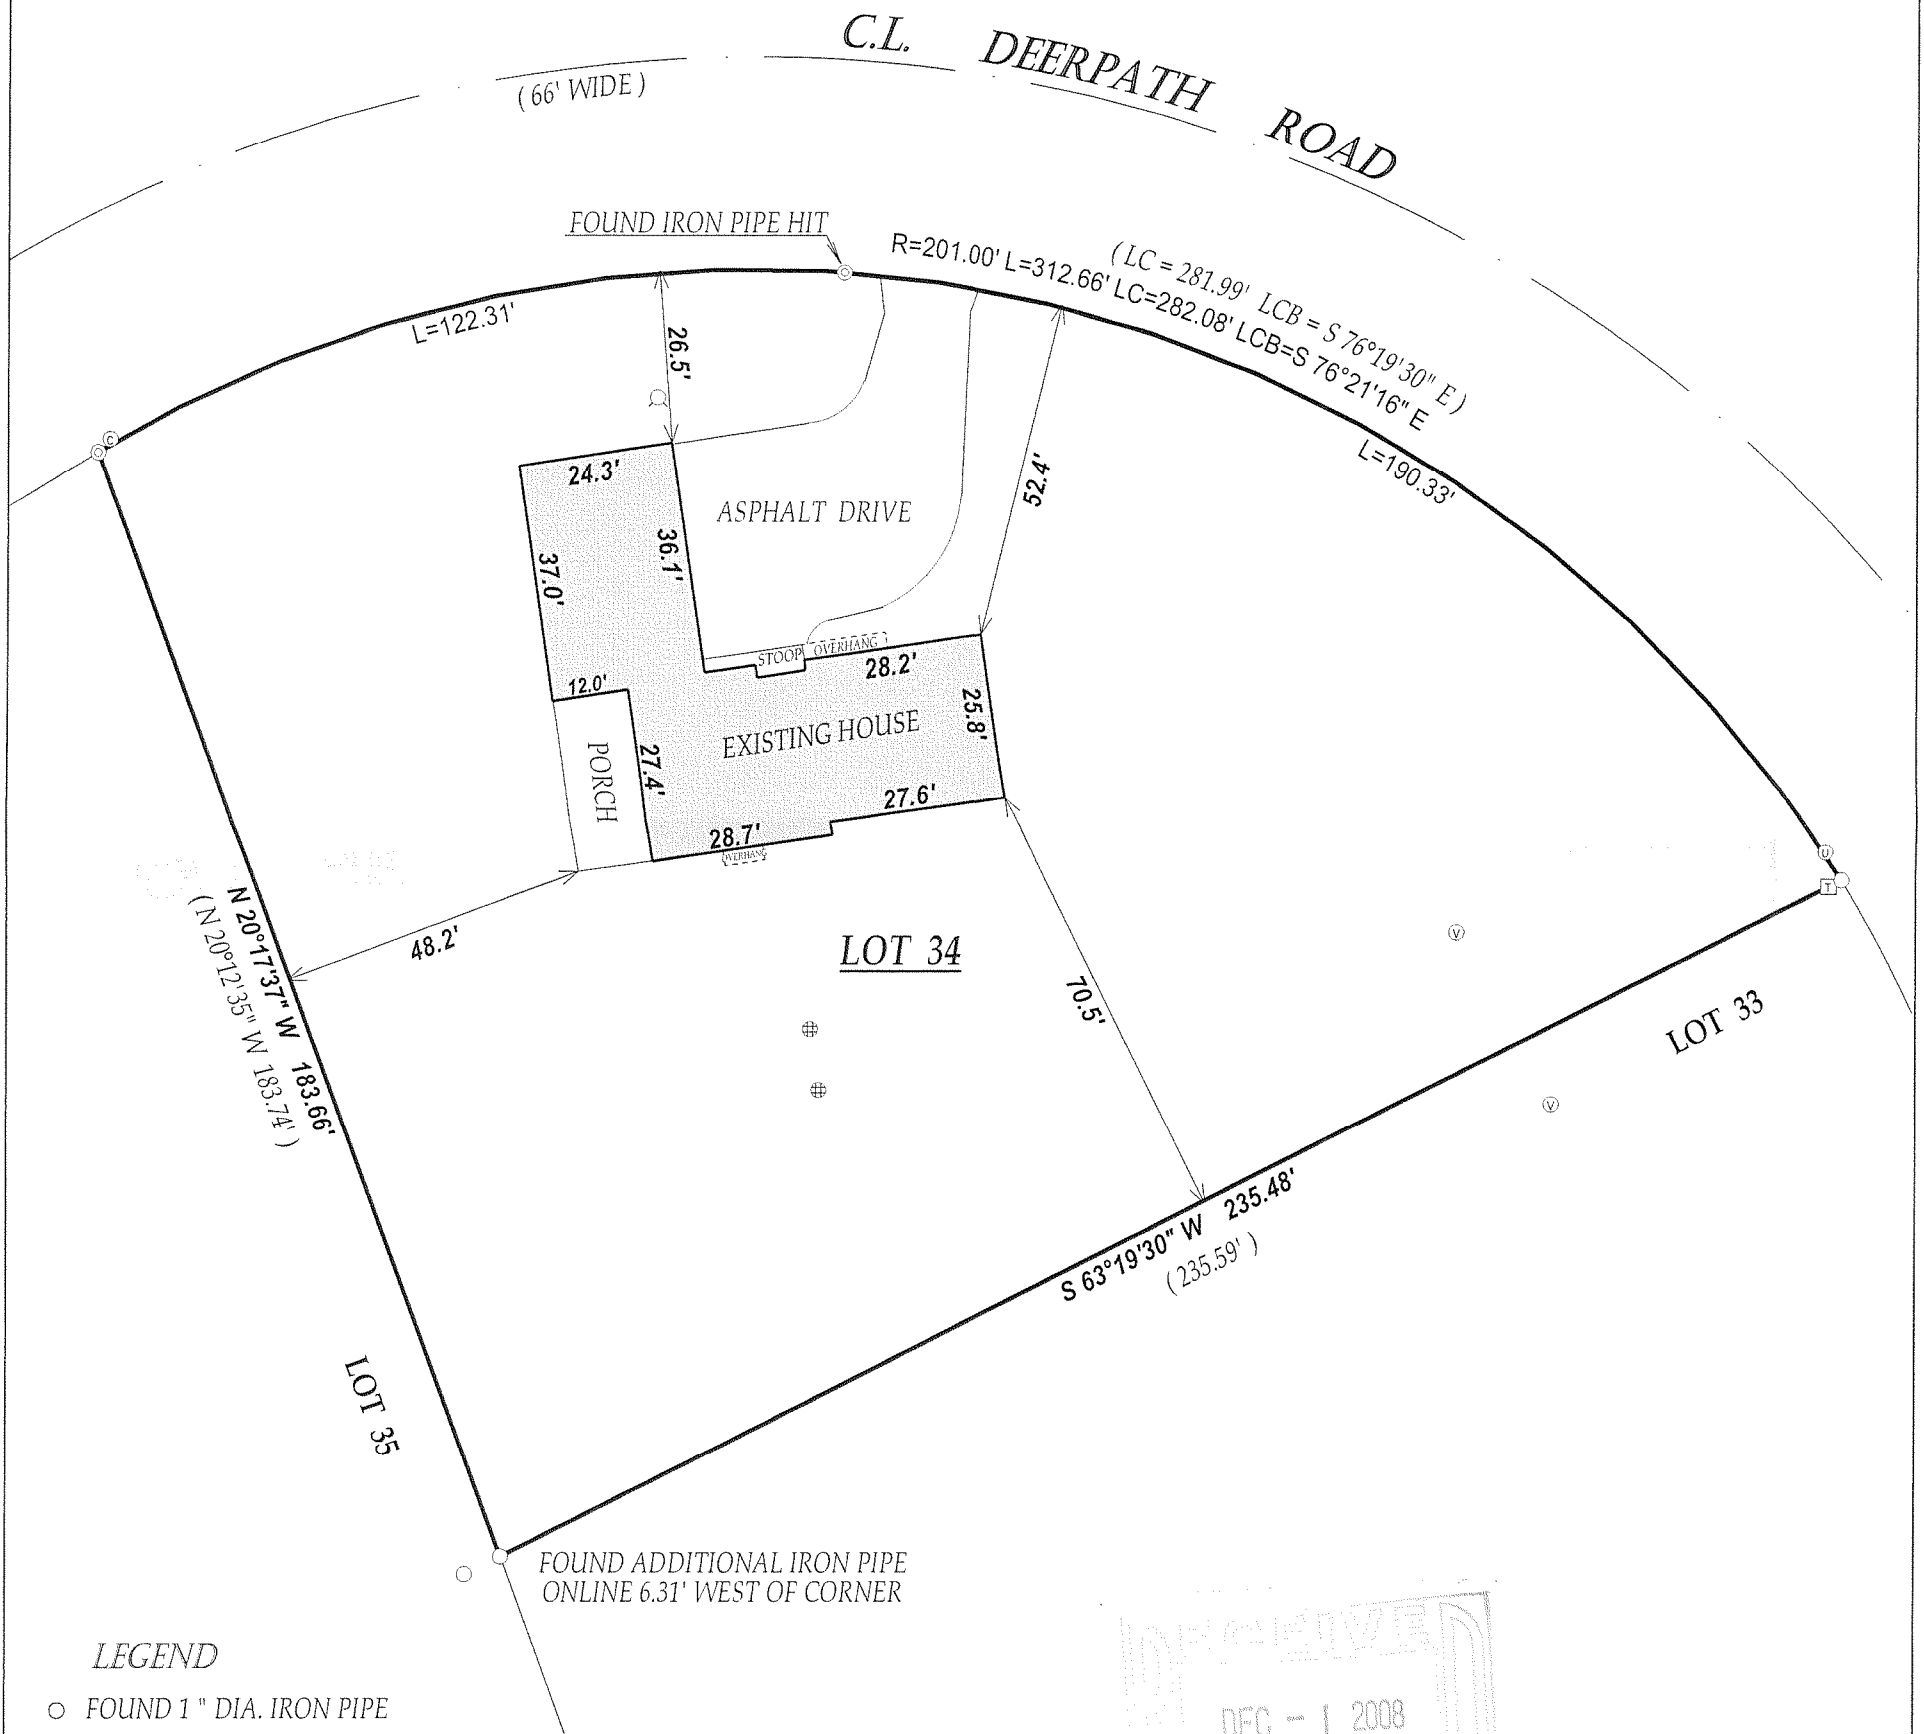 C.L. DEERPATH ROAD
( 66' WIDE )
FOUND IRON PIPE HIT
( LC = 281.99' LCB = S 76°19'30" E )
R=201.00' L=312.66' LC=282.08' LCB=S 76°21'16" E
L=122.31'
L=190.33'
26.5'
C
24.3'
ASPHALT DRIVE
52.4'
36.1'
37.0'
STOOP
OVERHANG
28.2'
12.0'
25.8'
EXISTING HOUSE
PORCH
27.4'
27.6'
28.7'
OVERHANG
U
T
48.2'
LOT 34
V
70.5'
N 20°17'37" W 183.66'
( N 20°12'35" W 183.74' )
LOT 33
V
S 63°19'30" W 235.48'
( 235.59' )
LOT 35
FOUND ADDITIONAL IRON PIPE
ONLINE 6.31' WEST OF CORNER
LEGEND
FOUND 1 " DIA. IRON PIPE
DEC - 1 2008